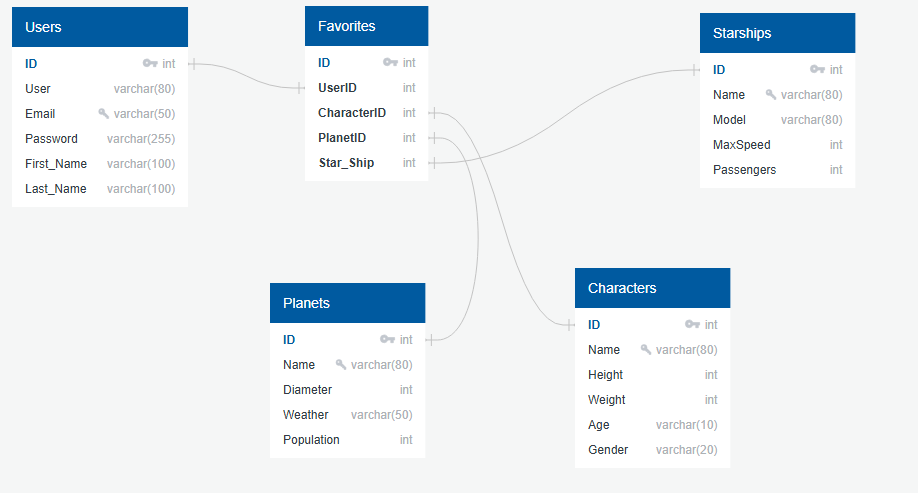 Users
ID int
User varchar(80)
Email varchar(50)
Password varchar(255)
First_Name varchar(100)
Last_Name varchar(100)
Favorites
ID int
UserID int
CharacterID int
PlanetID int
Star_Ship int
Starships
ID int
Name varchar(80)
Model varchar(80)
MaxSpeed int
Passengers int
Planets
ID int
Name varchar(80)
Diameter int
Weather varchar(50)
Population int
Characters
ID int
Name varchar(80)
Height int
Weight int
Age varchar(10)
Gender varchar(20)